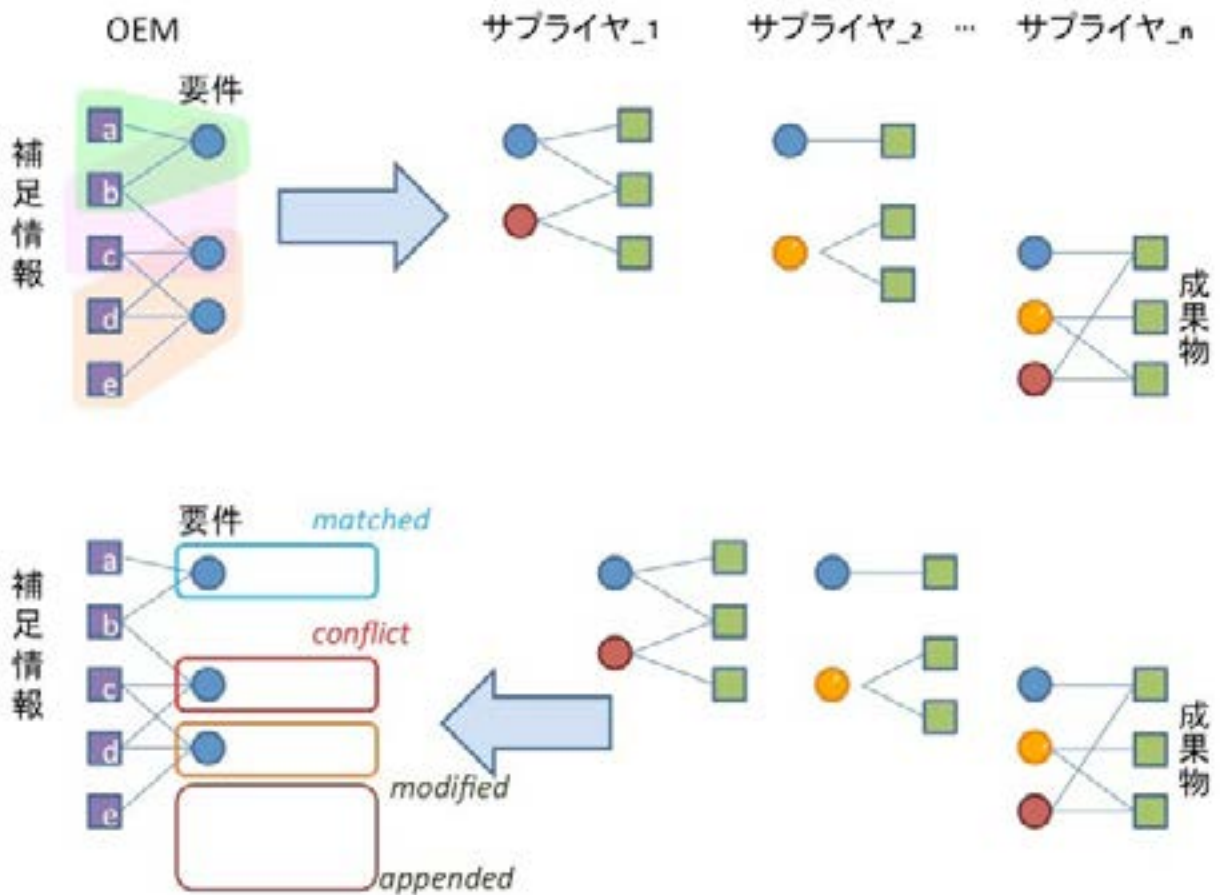 OEM
サプライヤ_1
サプライヤ_2
…
サプライヤ_n
要件
補足情報
a
b
c
d
e
成果物
要件
matched
補足情報
a
b
c
d
e
conflict
modified
appended
成果物